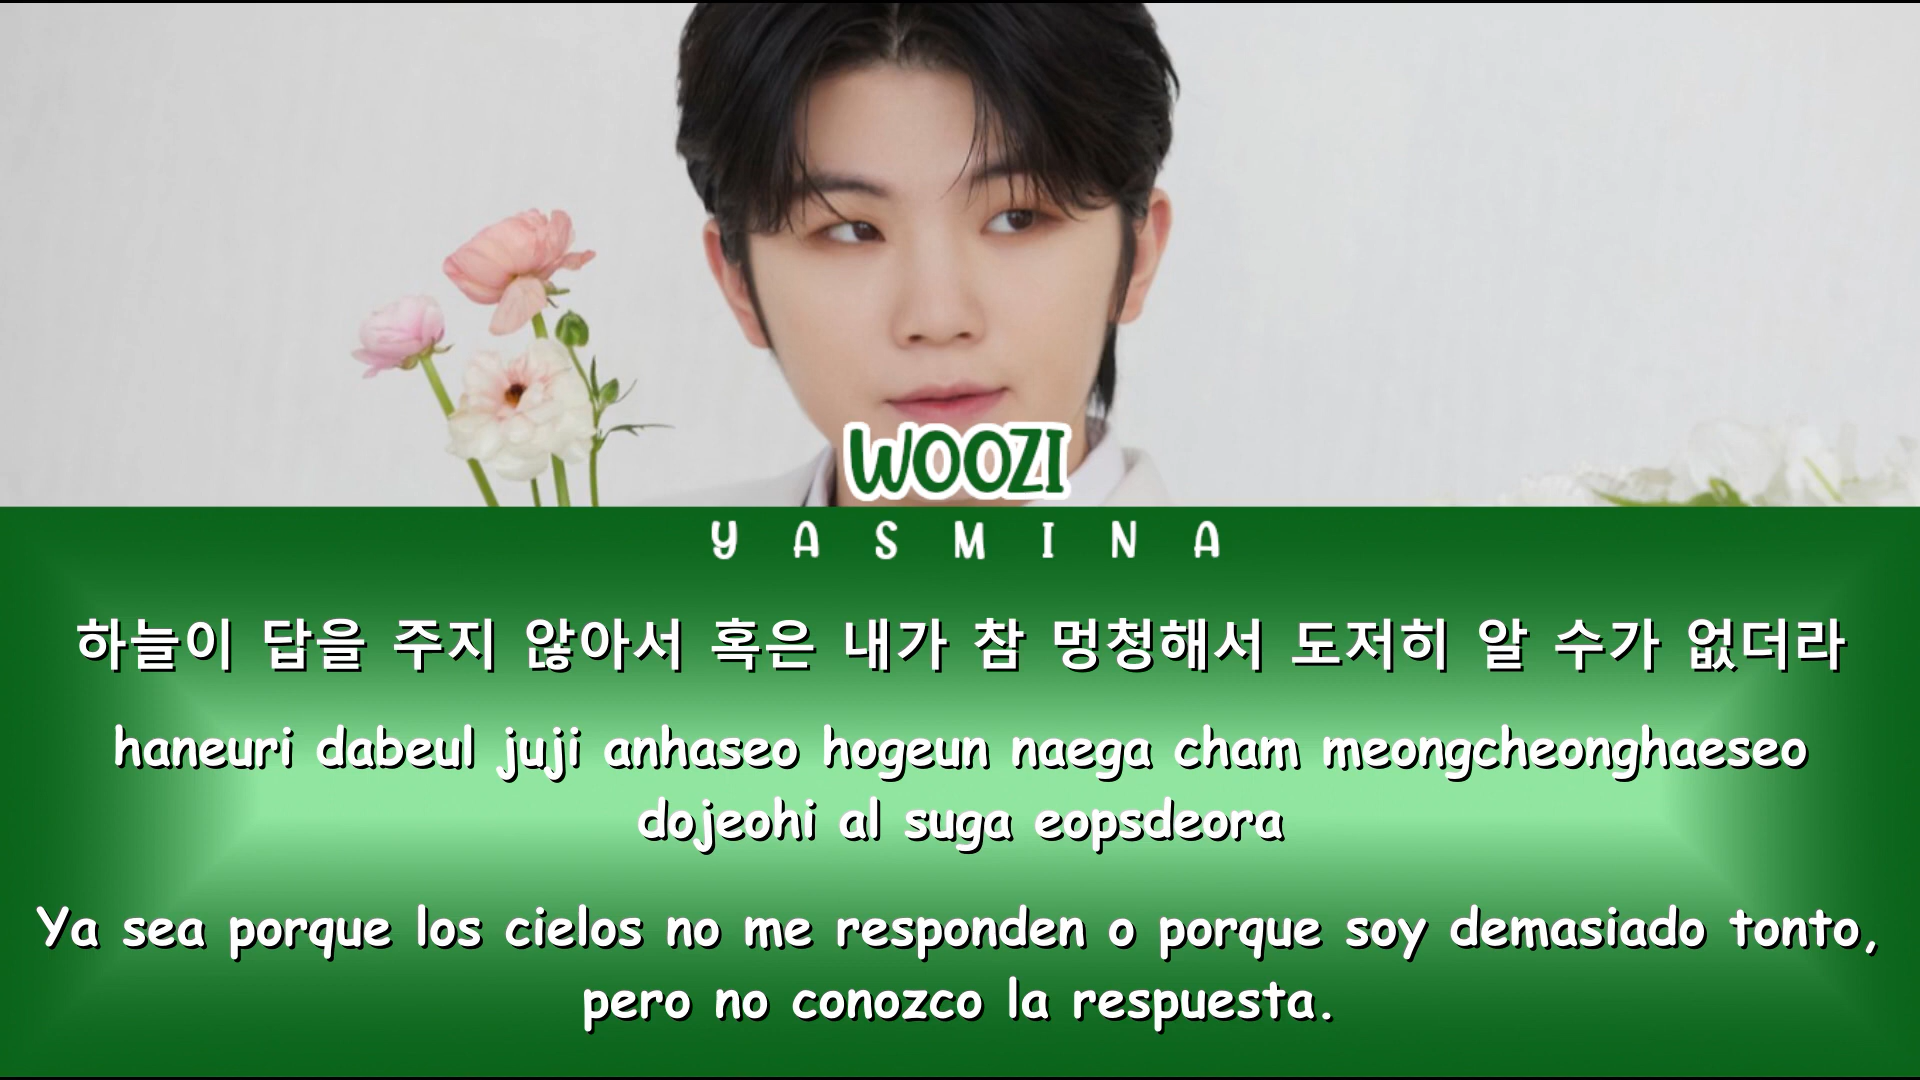 WOOZI
YASMINA
하늘이 답을 주지 않아서 혹은 내가 참 멍청해서 도저히 알 수가 없더라
haneuri dabeul juji anhaseo hogeun naega cham meongcheonghaeseo
dojeohi al suga eopsdeora
Ya sea porque los cielos no me responden o porque soy demasiado tonto,
pero no conozco la respuesta.